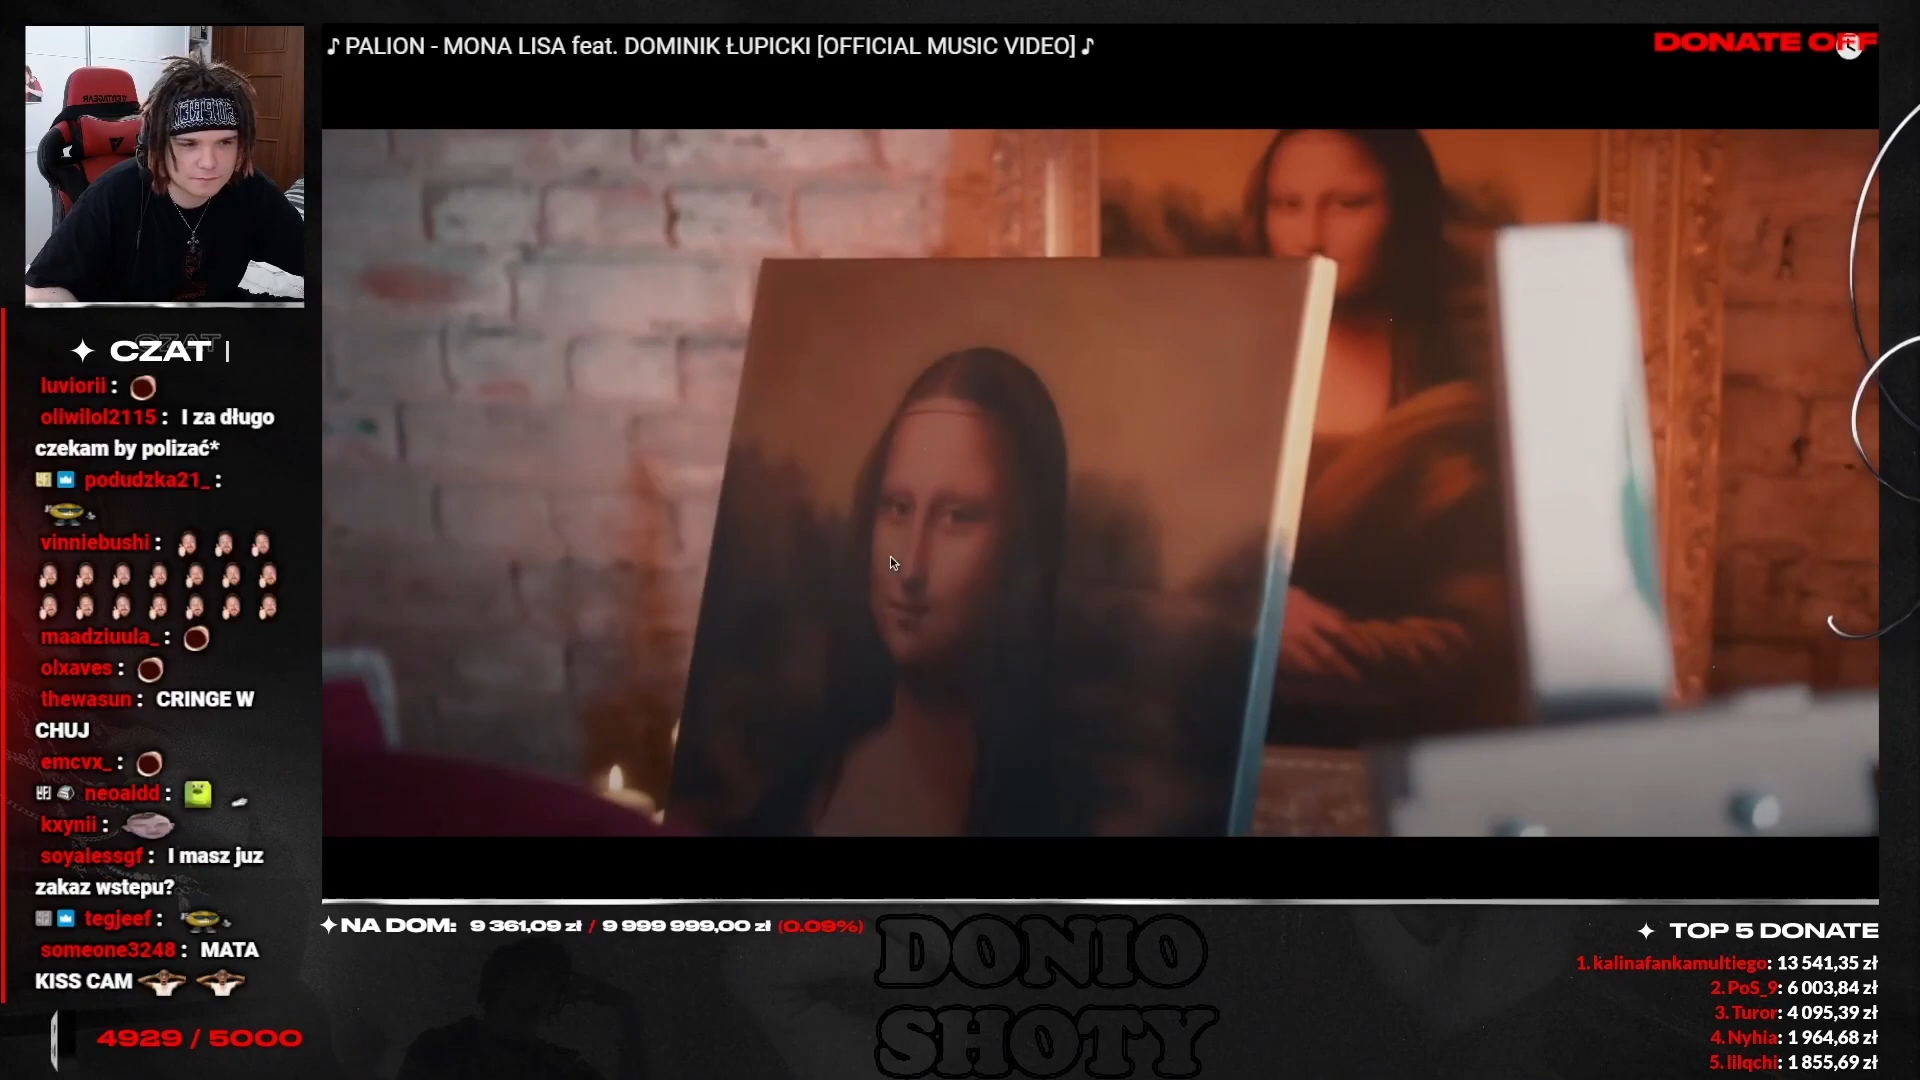 ♪ PALION - MONA LISA feat. DOMINIK ŁUPICKI [OFFICIAL MUSIC VIDEO] ♪
DONATE OFF
✦ CZAT |
luviorii :
oliwilol2115 : I za długo
czekam by polizać*
podudzka21_ :
vinniebushi :
maadziuula_ :
olxaves :
thewasun : CRINGE W
CHUJ
emcvx_ :
neoaldd :
kxynii :
soyalessgf : I masz juz
zakaz wstepu?
tegjeef :
someone3248 : MATA
KISS CAM
4929 / 5000
✦NA DOM: 9 361,09 zł / 9 999 999,00 zł (0.09%)
DONIO
SHOTY
✦ TOP 5 DONATE
1. kalinafankamultiego: 13 541,35 zł
2. PoS_9: 6 003,84 zł
3. Turor: 4 095,39 zł
4. Nyhia: 1 964,68 zł
5. lilqchi: 1 855,69 zł